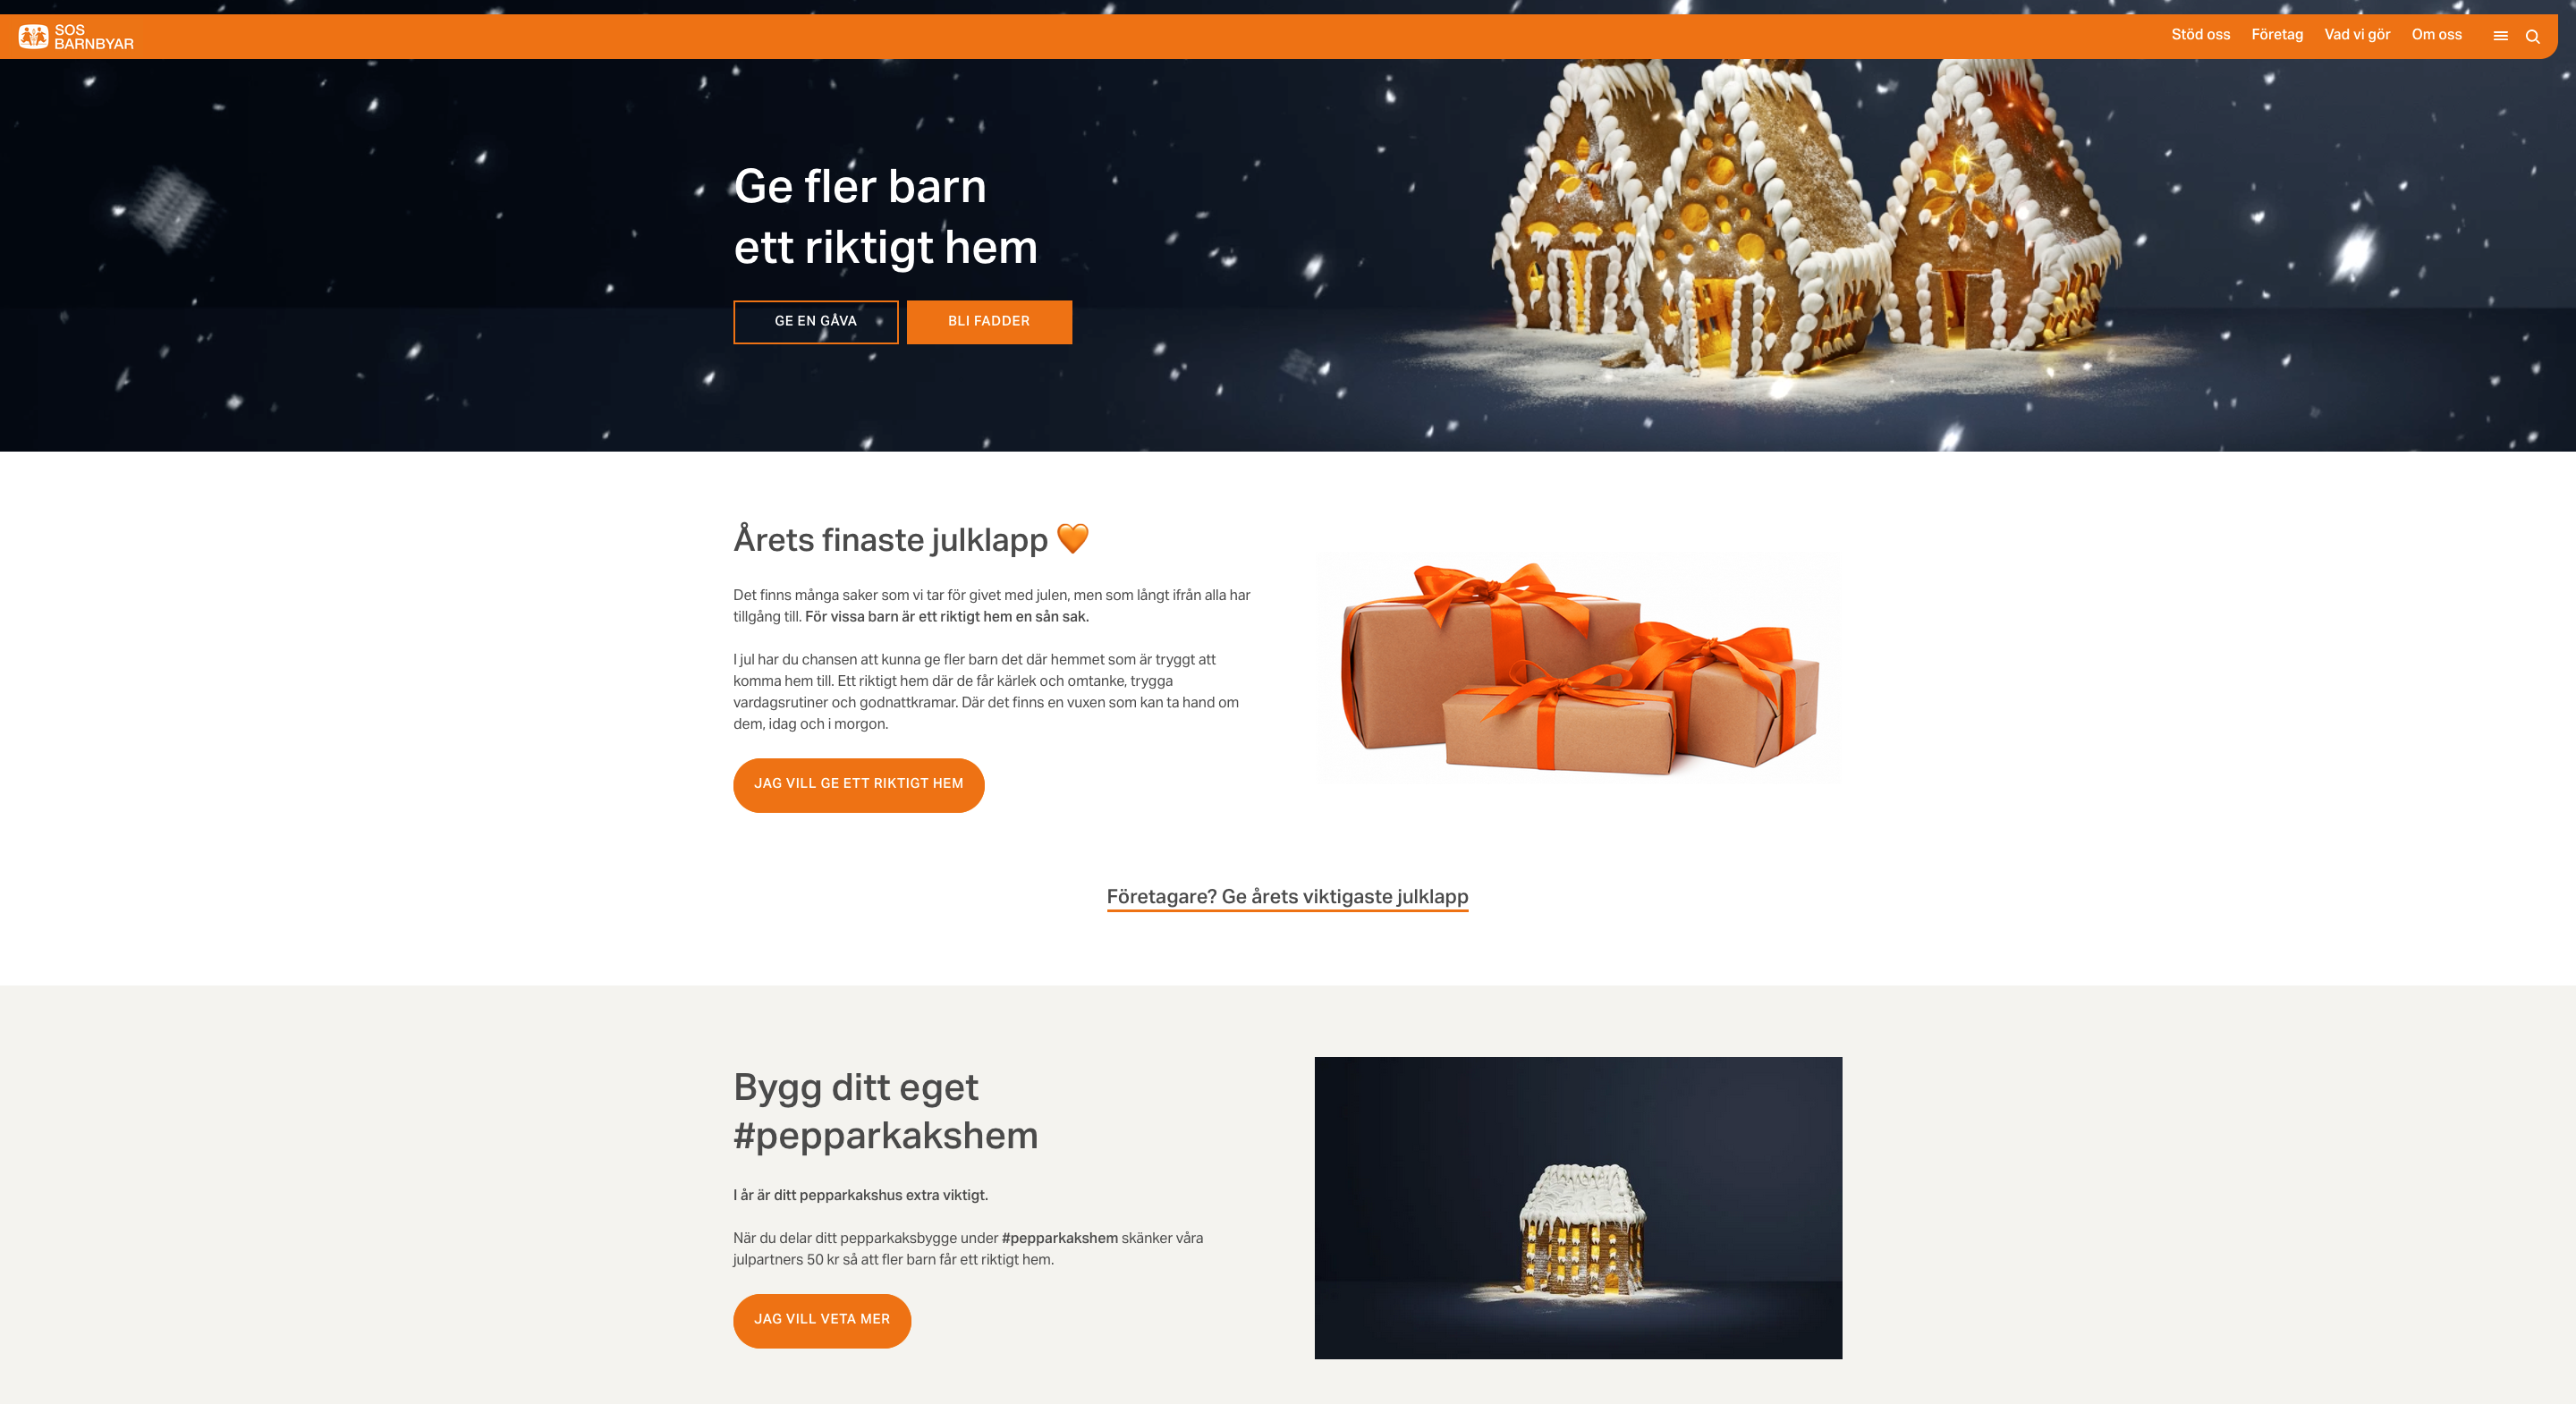 SOS
BARNBYAR
Stöd oss
Företag
Vad vi gör
Om oss
Ge fler barn
ett riktigt hem
GE EN GÅVA
BLI FADDER
Årets finaste julklapp 🧡
Det finns många saker som vi tar för givet med julen, men som långt ifrån alla har
tillgång till. För vissa barn är ett riktigt hem en sån sak.
I jul har du chansen att kunna ge fler barn det där hemmet som är tryggt att
komma hem till. Ett riktigt hem där de får kärlek och omtanke, trygga
vardagsrutiner och godnattkramar. Där det finns en vuxen som kan ta hand om
dem, idag och i morgon.
JAG VILL GE ETT RIKTIGT HEM
Företagare? Ge årets viktigaste julklapp
Bygg ditt eget
#pepparkakshem
I år är ditt pepparkakshus extra viktigt.
När du delar ditt pepparkaksbygge under #pepparkakshem skänker våra
julpartners 50 kr så att fler barn får ett riktigt hem.
JAG VILL VETA MER